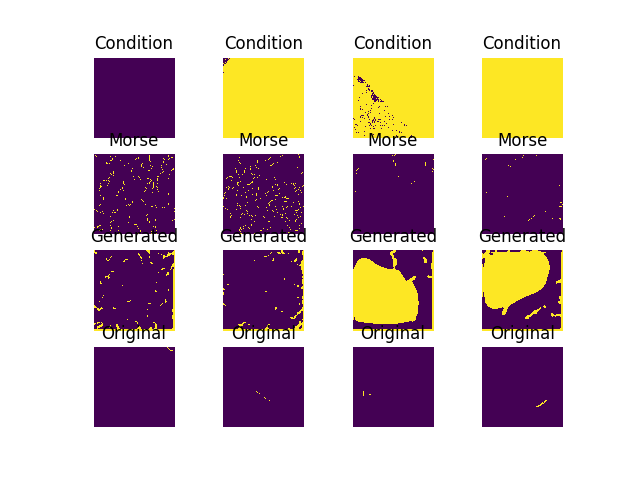 Condition Condition Condition Condition
Morse Morse Morse Morse
Generated Generated Generated Generated
Original Original Original Original